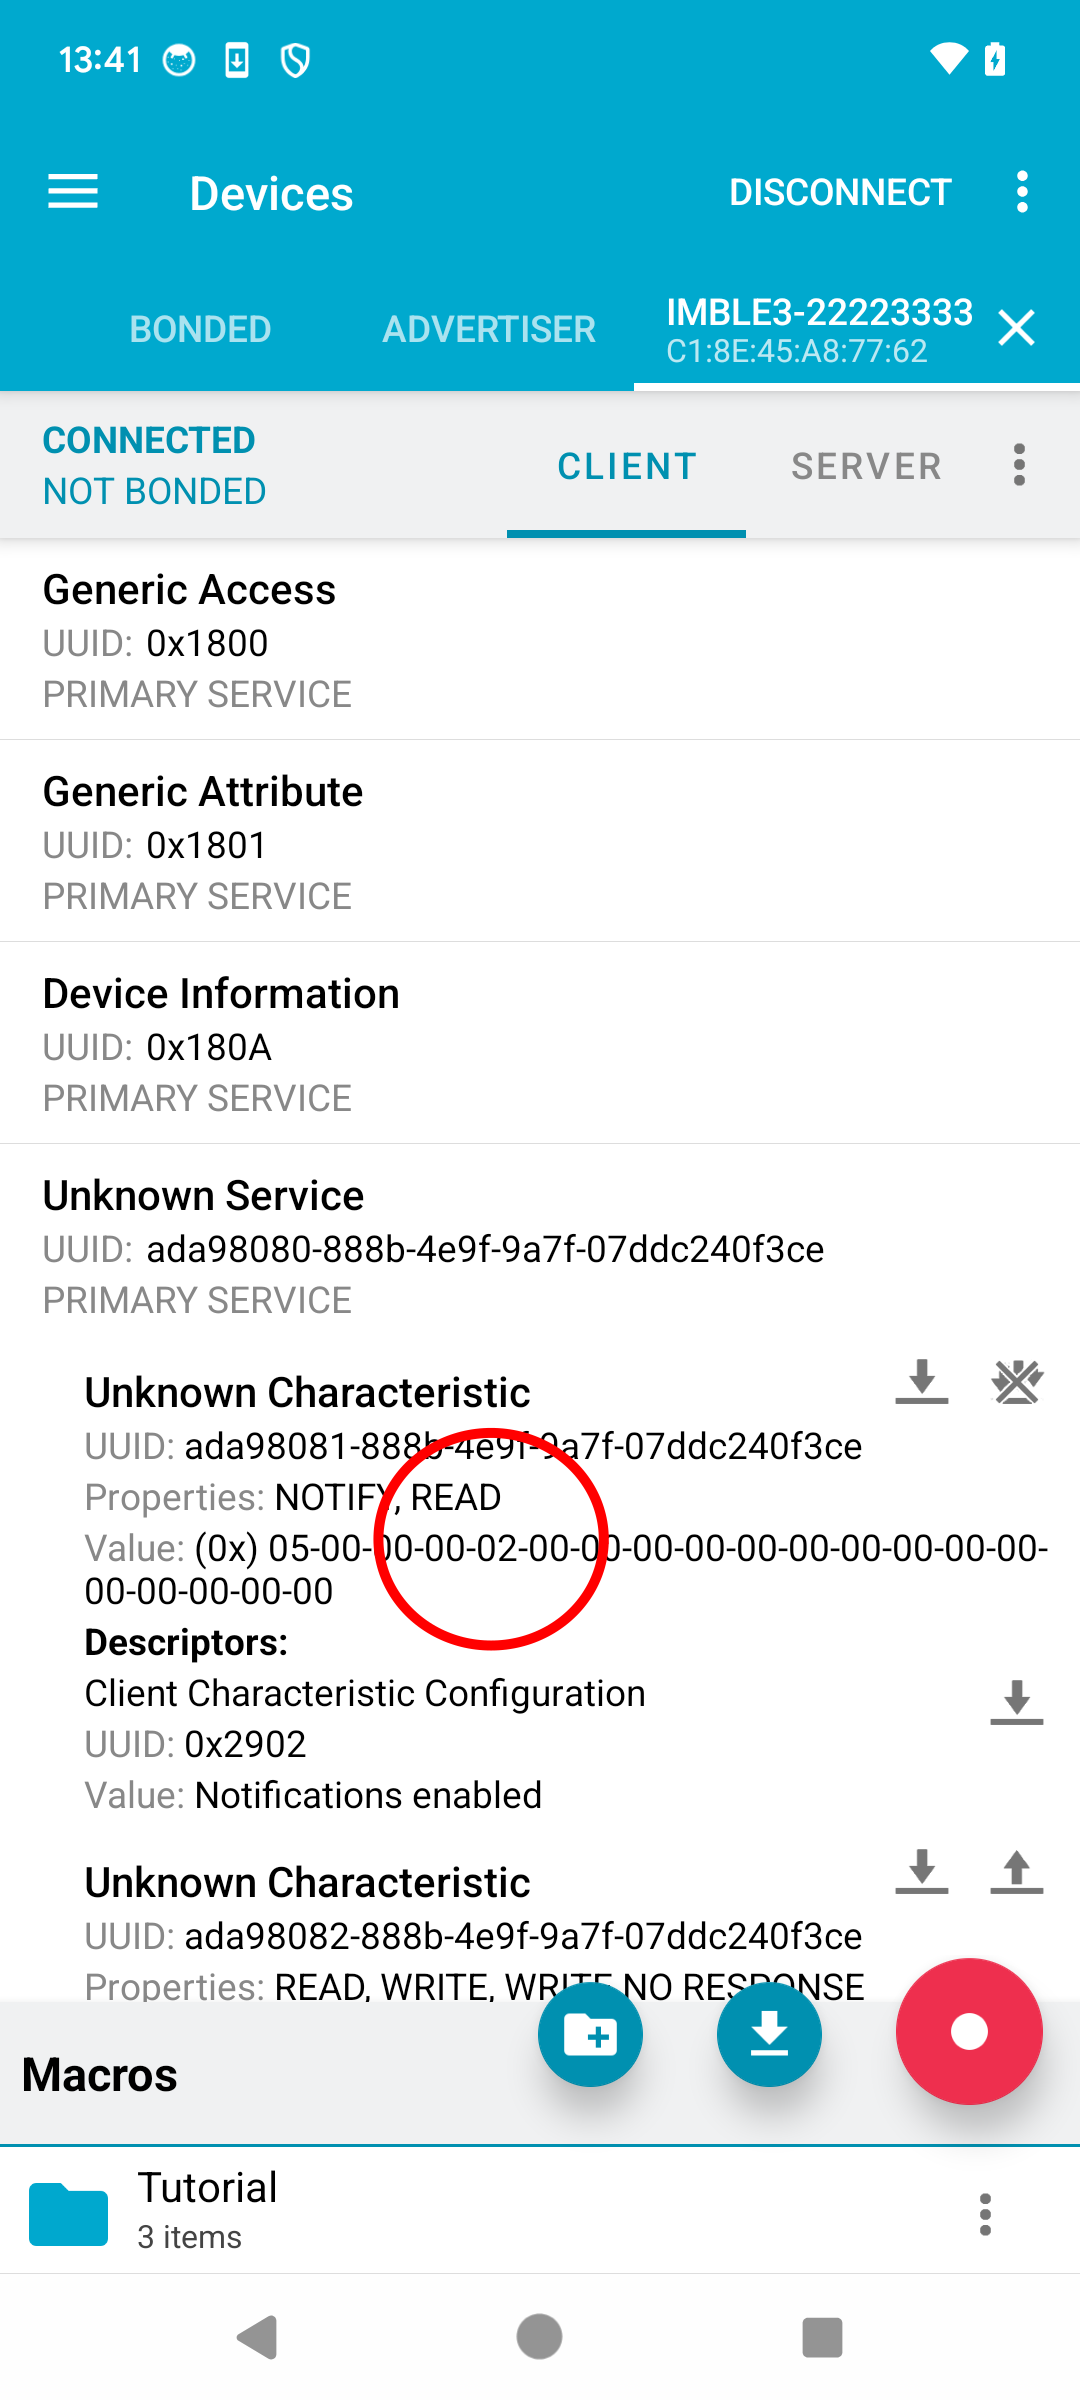 13:41
Devices
DISCONNECT
BONDED
ADVERTISER
IMBLE3-22223333
C1:8E:45:A8:77:62
CONNECTED
NOT BONDED
CLIENT
SERVER
Generic Access
UUID: 0x1800
PRIMARY SERVICE
Generic Attribute
UUID: 0x1801
PRIMARY SERVICE
Device Information
UUID: 0x180A
PRIMARY SERVICE
Unknown Service
UUID: ada98080-888b-4e9f-9a7f-07ddc240f3ce
PRIMARY SERVICE
Unknown Characteristic
UUID: ada98081-888b-4e9f-9a7f-07ddc240f3ce
Properties: NOTIFY, READ
Value: (0x) 05-00-00-00-02-00-00-00-00-00-00-00-00-00-00-
00-00-00-00-00
Descriptors:
Client Characteristic Configuration
UUID: 0x2902
Value: Notifications enabled
Unknown Characteristic
UUID: ada98082-888b-4e9f-9a7f-07ddc240f3ce
Properties: READ, WRITE, WRITE NO RESPONSE
Macros
Tutorial
3 items